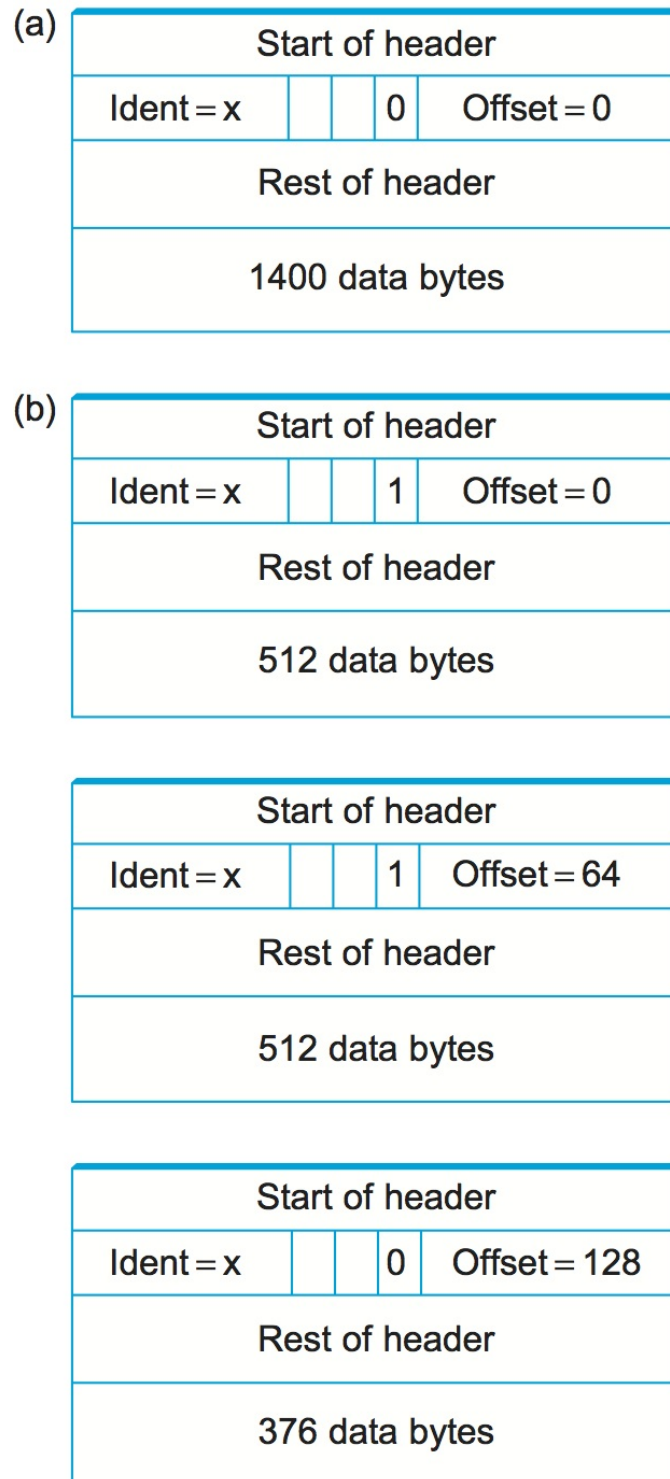 (a)
Start of header
Ident = x 0 Offset = 0
Rest of header
1400 data bytes
(b)
Start of header
Ident = x 1 Offset = 0
Rest of header
512 data bytes
Start of header
Ident = x 1 Offset = 64
Rest of header
512 data bytes
Start of header
Ident = x 0 Offset = 128
Rest of header
376 data bytes